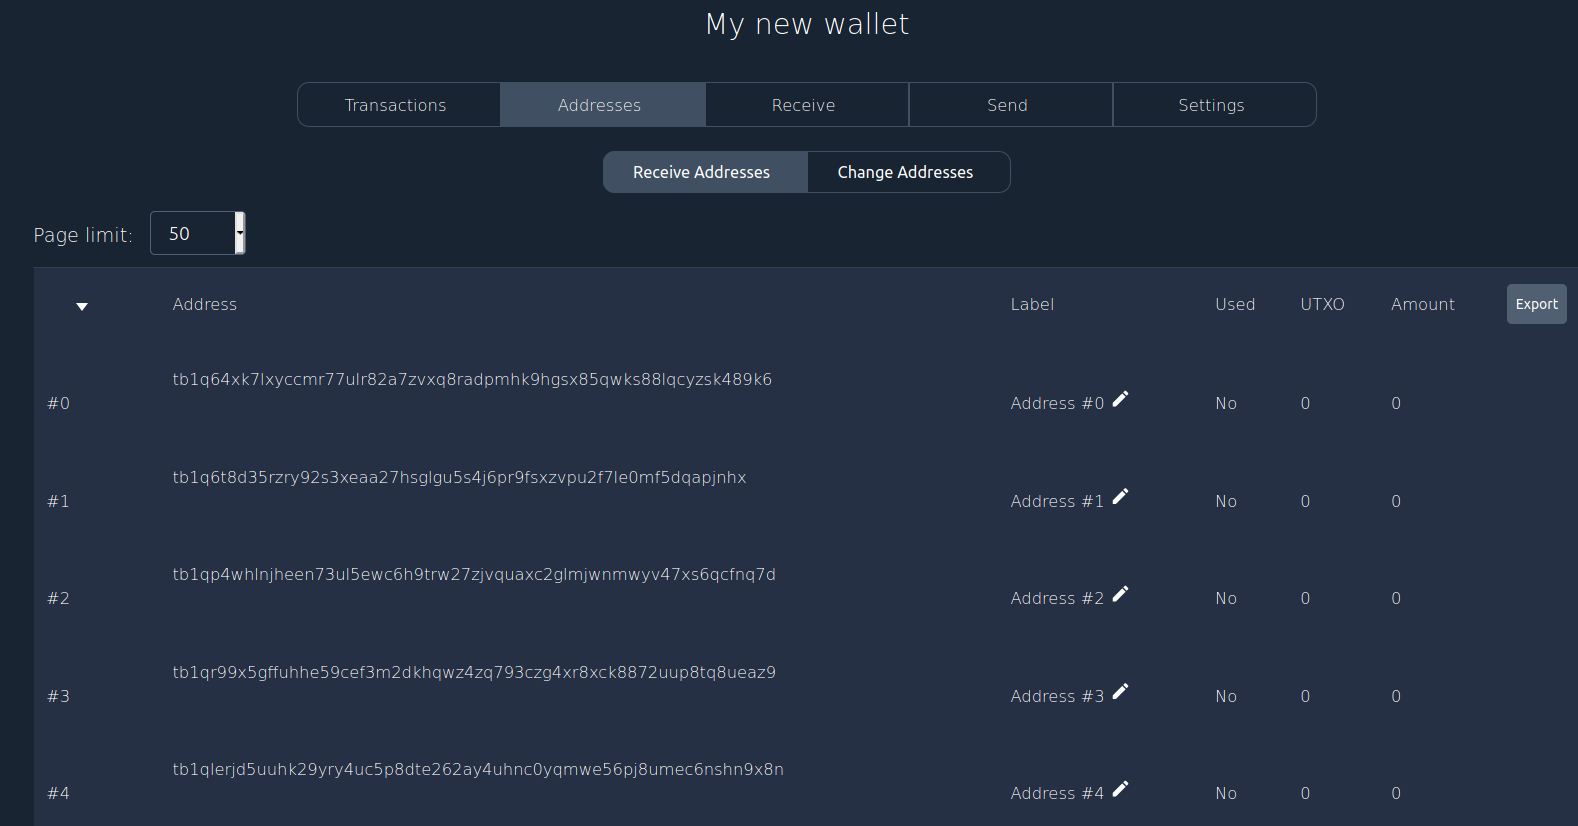 My new wallet
Transactions Addresses Receive Send Settings
Receive Addresses Change Addresses
Page limit: 50
Address Label Used UTXO Amount Export
tb1q64xk7lxyccmr77ulr82a7zvxq8radpmhk9hgsx85qwks88lqcyzsk489k6
#0 Address #0 No 0 0
tb1q6t8d35rzry92s3xeaa27hsglgu5s4j6pr9fsxzvpu2f7le0mf5dqapjnhx
#1 Address #1 No 0 0
tb1qp4whlnjheen73ul5ewc6h9trw27zjvquaxc2glmjwnmwyv47xs6qcfnq7d
#2 Address #2 No 0 0
tb1qr99x5gffuhhe59cef3m2dkhqwz4zq793czg4xr8xck8872uup8tq8ueaz9
#3 Address #3 No 0 0
tb1qlerjd5uuhk29yry4uc5p8dte262ay4uhnc0yqmwe56pj8umec6nshn9x8n
#4 Address #4 No 0 0